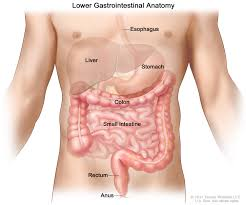 Lower Gastrointestinal Anatomy
Esophagus
Liver
Stomach
Colon
Small Intestine
Rectum
Anus